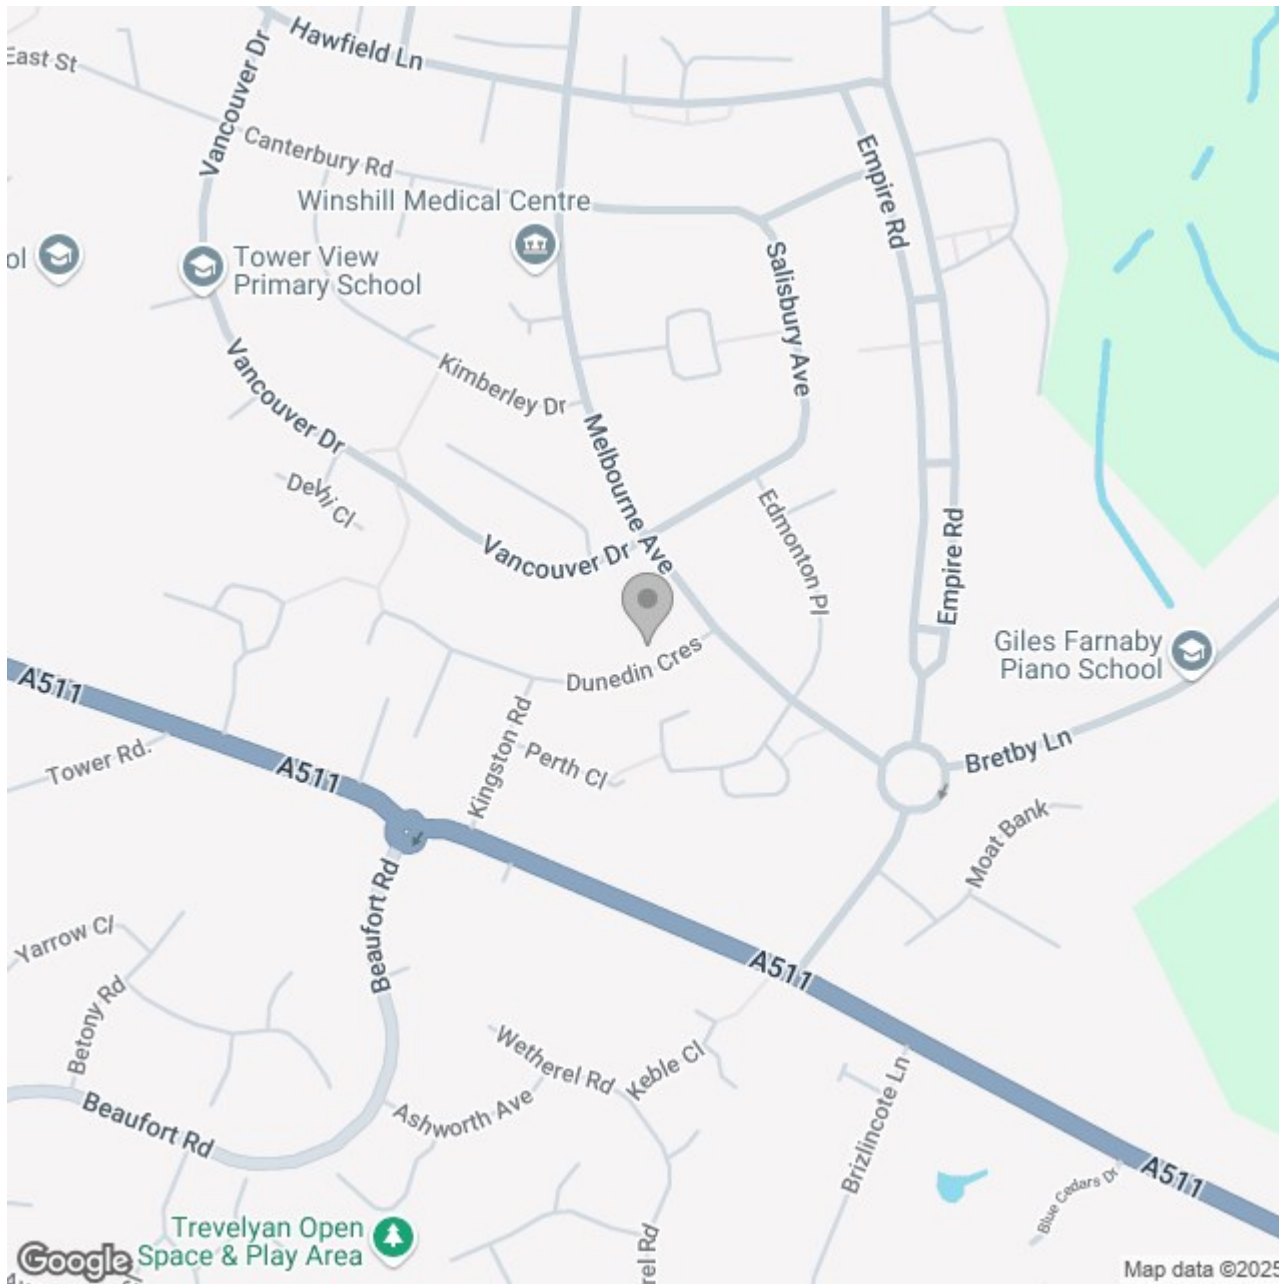 Hawfield Ln
East St
Vancouver Dr
Canterbury Rd
Empire Rd
Winshill Medical Centre
ol
Tower View
Primary School
Salisbury Ave
Vancouver Dr
Kimberley Dr
Melbourne Ave
Delhi Cl
Edmonton Pl
Vancouver Dr
Empire Rd
Giles Farnaby
Piano School
Dunedin Cres
A511
Kingston Rd
Bretby Ln
Tower Rd.
A511
Perth Cl
Moat Bank
Beaufort Rd
Yarrow Cl
A511
Betony Rd
Wetherel Rd
Keble Cl
Beaufort Rd
Ashworth Ave
Brizlincote Ln
A511
Blue Cedars Dr
Trevelyan Open
Space & Play Area
rel Rd
Google
Map data ©2025